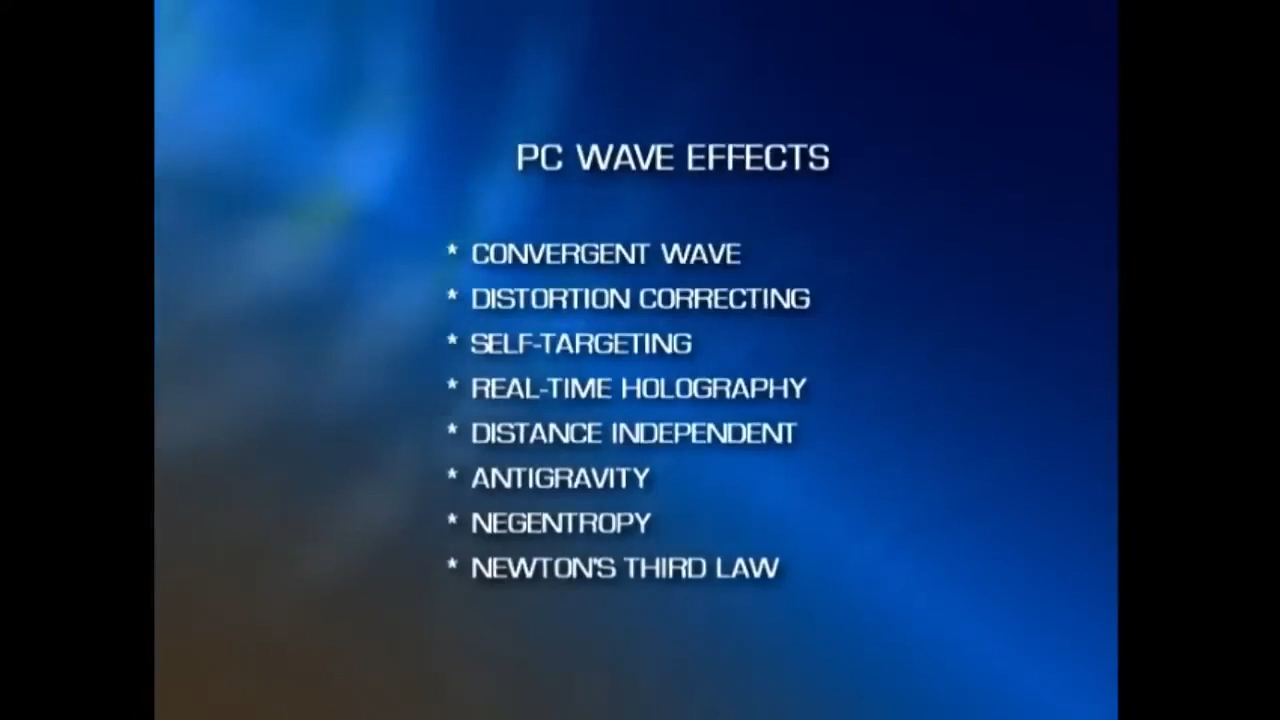 PC WAVE EFFECTS
* CONVERGENT WAVE
* DISTORTION CORRECTING
* SELF-TARGETING
* REAL-TIME HOLOGRAPHY
* DISTANCE INDEPENDENT
* ANTIGRAVITY
* NEGENTROPY
* NEWTON'S THIRD LAW